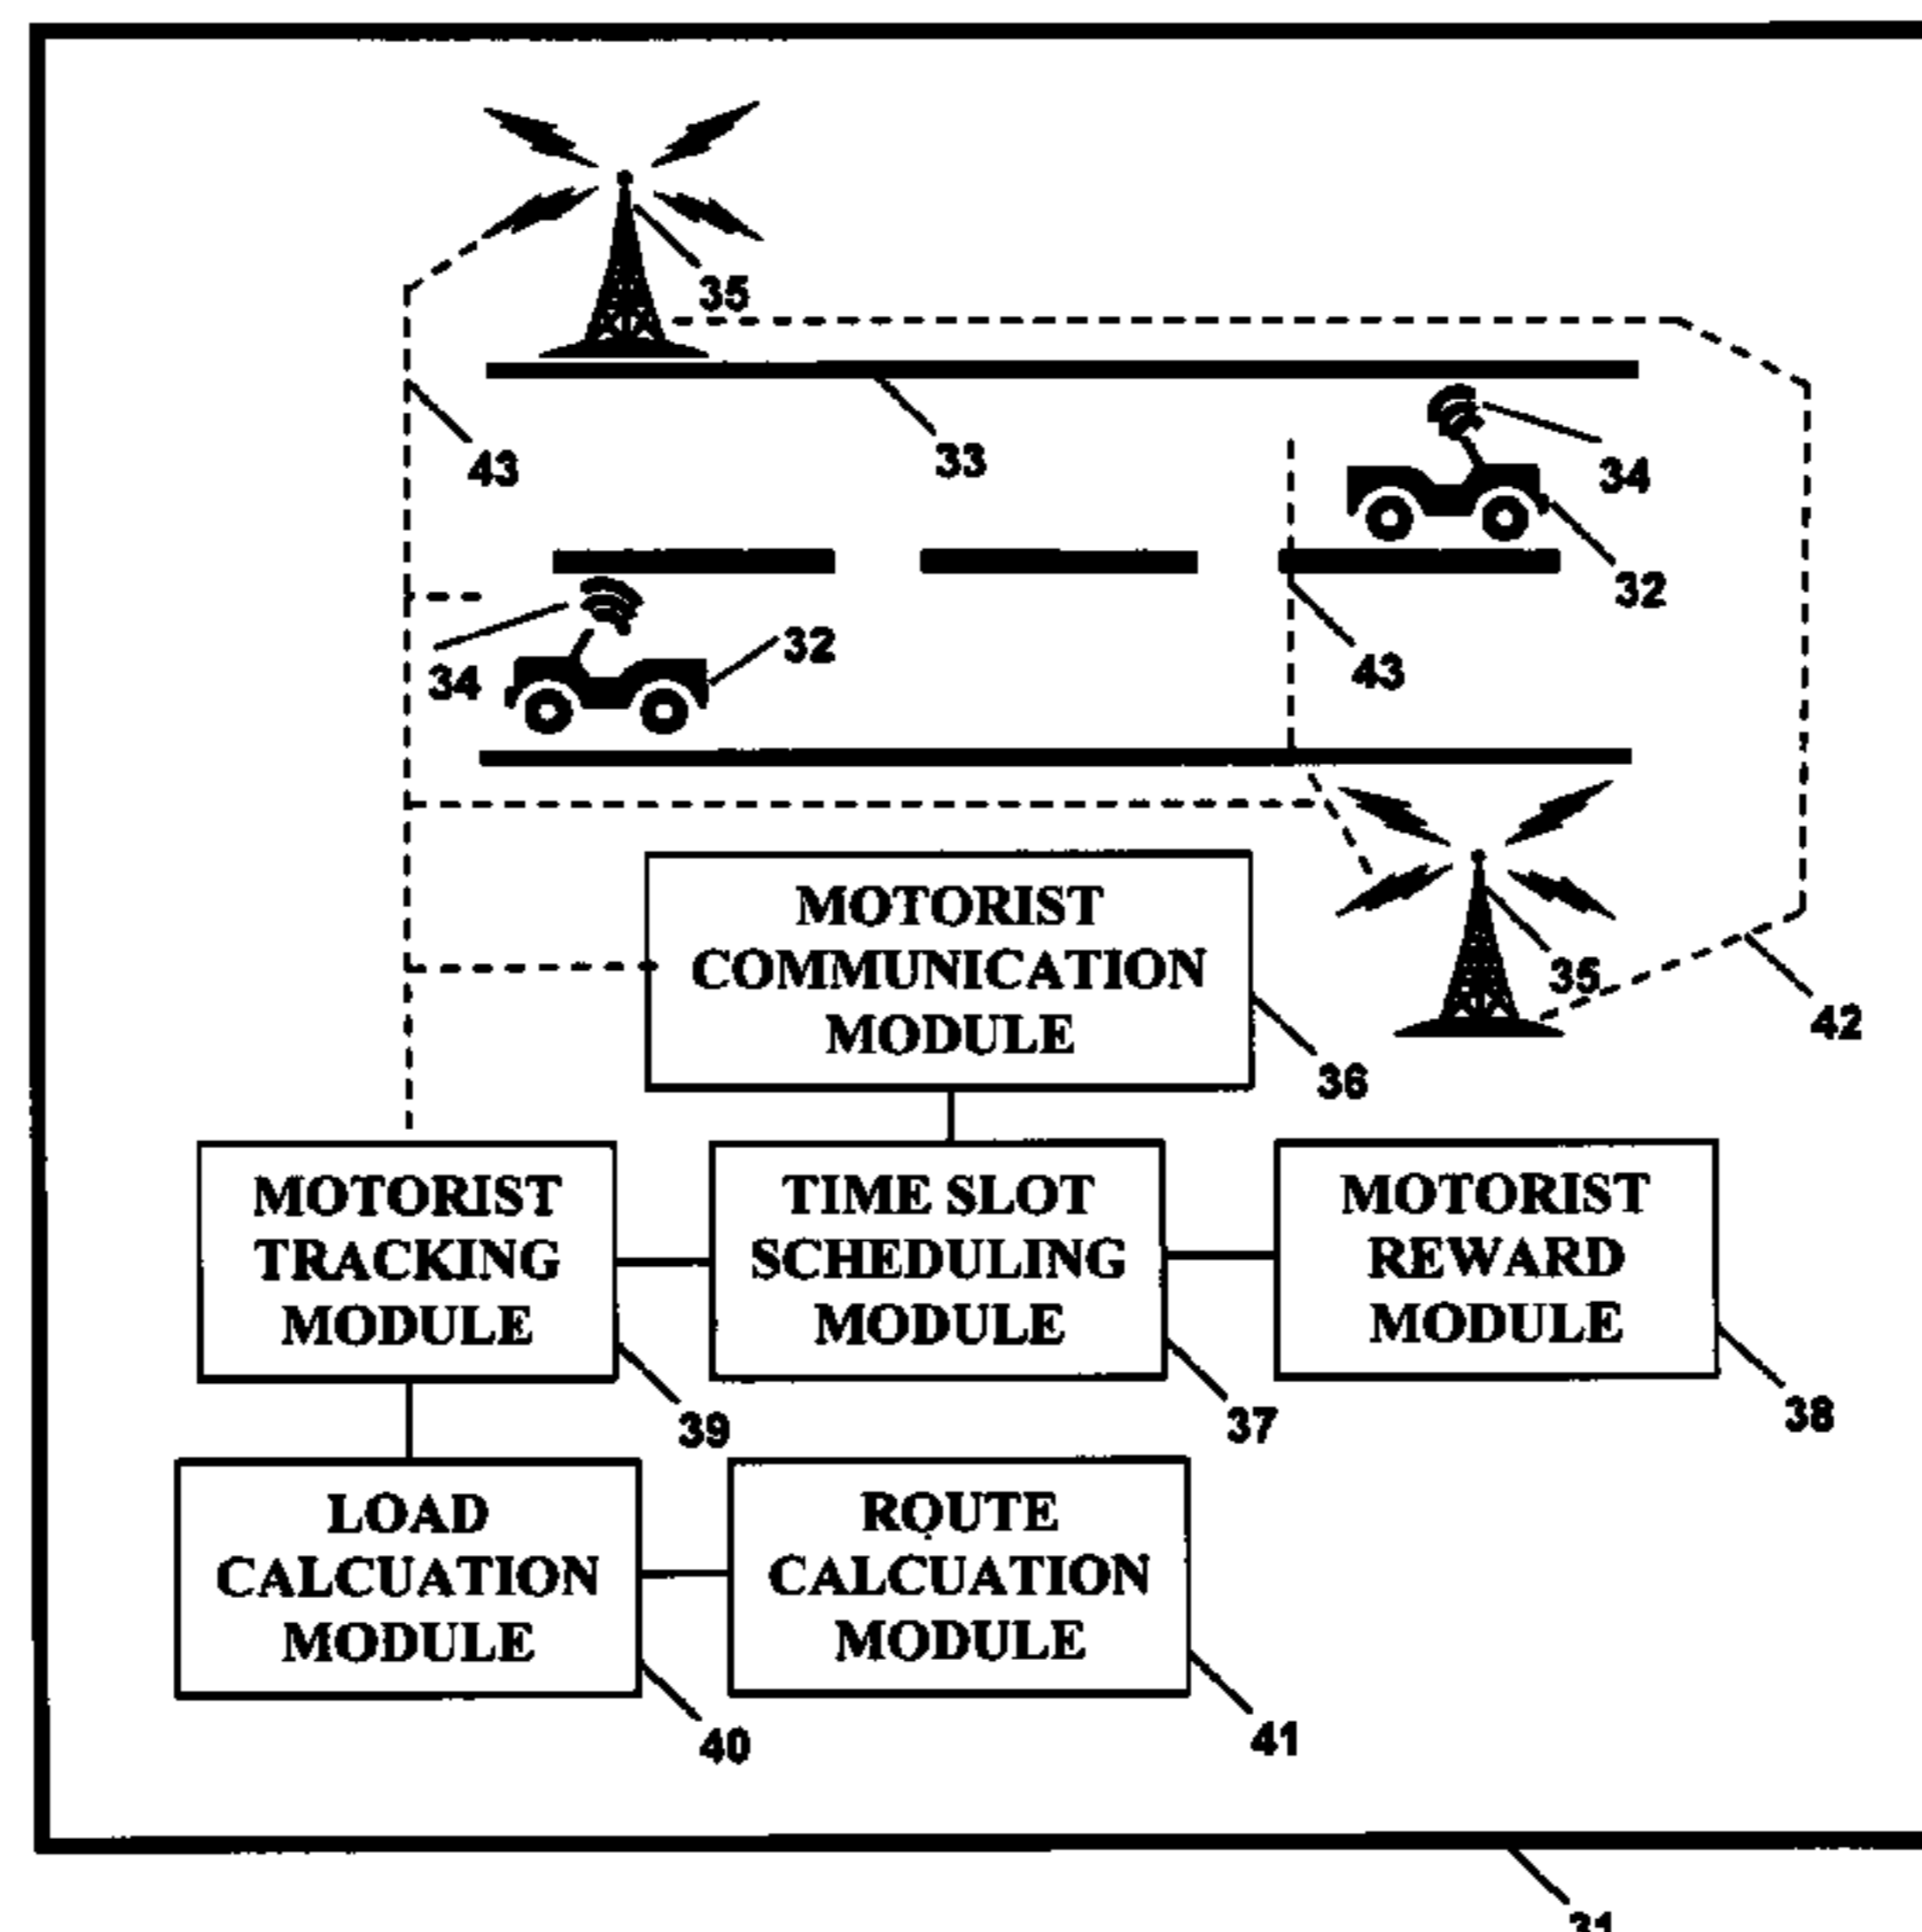 35
43
33
34
32
34
32
43
MOTORIST
COMMUNICATION
MODULE
35
42
36
MOTORIST
TRACKING
MODULE
TIME SLOT
SCHEDULING
MODULE
MOTORIST
REWARD
MODULE
39
37
38
LOAD
CALCUATION
MODULE
ROUTE
CALCUATION
MODULE
40
41
31